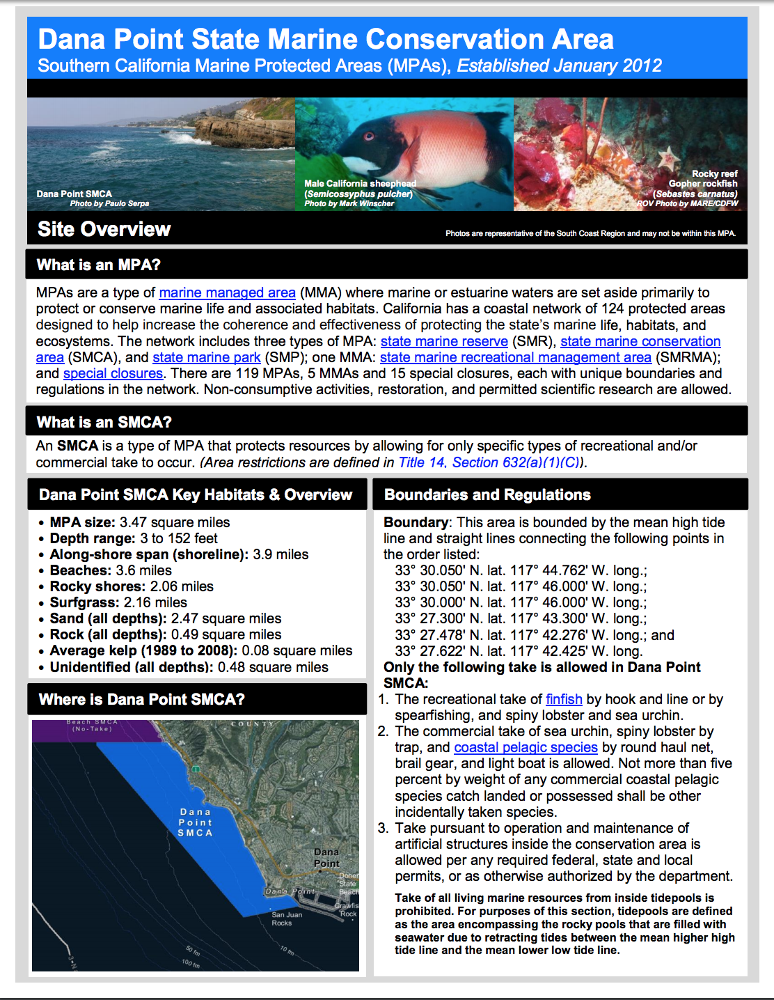 Dana Point State Marine Conservation Area
Southern California Marine Protected Areas (MPAs), Established January 2012
Dana Point SMCA
Photo by Paulo Serpa
Male California sheephead
(Semicossyphus pulcher)
Photo by Mark WInscher
Rocky reef
Gopher rockfish
(Sebastes carnatus)
ROV Photo by MARE/CDFW
Site Overview
Photos are representative of the South Coast Region and may not be within this MPA.
What is an MPA?
MPAs are a type of marine managed area (MMA) where marine or estuarine waters are set aside primarily to
protect or conserve marine life and associated habitats. California has a coastal network of 124 protected areas
designed to help increase the coherence and effectiveness of protecting the state's marine life, habitats, and
ecosystems. The network includes three types of MPA: state marine reserve (SMR), state marine conservation
area (SMCA), and state marine park (SMP); one MMA: state marine recreational management area (SMRMA);
and special closures. There are 119 MPAs, 5 MMAs and 15 special closures, each with unique boundaries and
regulations in the network. Non-consumptive activities, restoration, and permitted scientific research are allowed.
What is an SMCA?
An SMCA is a type of MPA that protects resources by allowing for only specific types of recreational and/or
commercial take to occur. (Area restrictions are defined in Title 14, Section 632(a)(1)(C)).
Dana Point SMCA Key Habitats & Overview
• MPA size: 3.47 square miles
• Depth range: 3 to 152 feet
• Along-shore span (shoreline): 3.9 miles
• Beaches: 3.6 miles
• Rocky shores: 2.06 miles
• Surfgrass: 2.16 miles
• Sand (all depths): 2.47 square miles
• Rock (all depths): 0.49 square miles
• Average kelp (1989 to 2008): 0.08 square miles
• Unidentified (all depths): 0.48 square miles
Where is Dana Point SMCA?
Beach SMCA
(No-Take)
COUNTY
1
Dana
Point
SMCA
Dana
Point
Dana Point
State
Beach
Rock
San Juan
Rocks
50 fm
10 fm
100 fm
Boundaries and Regulations
Boundary: This area is bounded by the mean high tide
line and straight lines connecting the following points in
the order listed:
33° 30.050' N. lat. 117° 44.762' W. long.;
33° 30.050' N. lat. 117° 46.000' W. long.;
33° 30.000' N. lat. 117° 46.000' W. long.;
33° 27.300' N. lat. 117° 43.300' W. long.;
33° 27.478' N. lat. 117° 42.276' W. long.; and
33° 27.622' N. lat. 117° 42.425' W. long.
Only the following take is allowed in Dana Point
SMCA:
1. The recreational take of finfish by hook and line or by
spearfishing, and spiny lobster and sea urchin.
2. The commercial take of sea urchin, spiny lobster by
trap, and coastal pelagic species by round haul net,
brail gear, and light boat is allowed. Not more than five
percent by weight of any commercial coastal pelagic
species catch landed or possessed shall be other
incidentally taken species.
3. Take pursuant to operation and maintenance of
artificial structures inside the conservation area is
allowed per any required federal, state and local
permits, or as otherwise authorized by the department.
Take of all living marine resources from inside tidepools is
prohibited. For purposes of this section, tidepools are defined
as the area encompassing the rocky pools that are filled with
seawater due to retracting tides between the mean higher high
tide line and the mean lower low tide line.